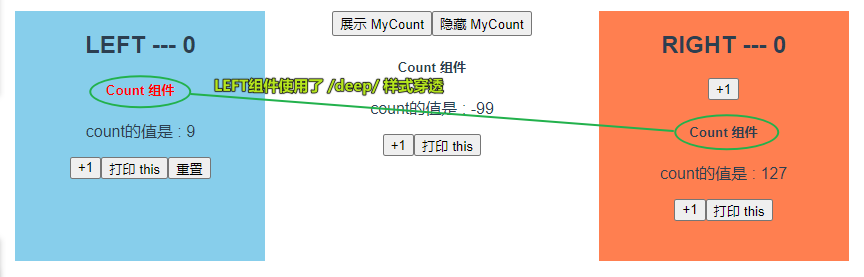 LEFT --- 0
Count 组件
count的值是 : 9
+1 打印 this 重置
LEFT组件使用了 /deep/ 样式穿透
展示 MyCount 隐藏 MyCount
Count 组件
count的值是 : -99
+1 打印 this
RIGHT --- 0
+1
Count 组件
count的值是 : 127
+1 打印 this